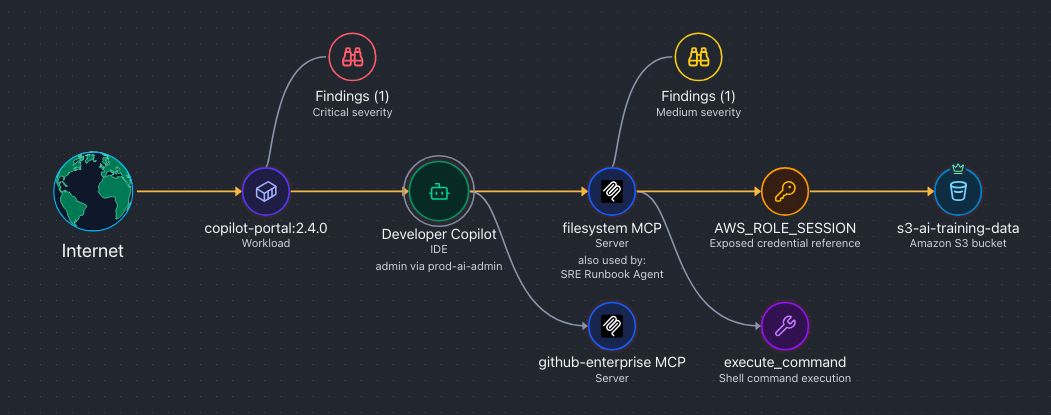 Findings (1)
Critical severity
Findings (1)
Medium severity
Internet
copilot-portal:2.4.0
Workload
Developer Copilot
IDE
admin via prod-ai-admin
filesystem MCP
Server
also used by:
SRE Runbook Agent
AWS_ROLE_SESSION
Exposed credential reference
s3-ai-training-data
Amazon S3 bucket
github-enterprise MCP
Server
execute_command
Shell command execution